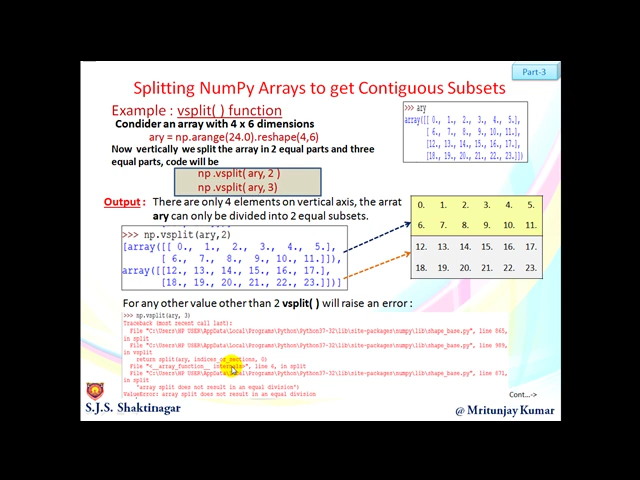 Part-3
Splitting NumPy Arrays to get Contiguous Subsets
Example : vsplit( ) function
Condider an array with 4 x 6 dimensions
ary = np.arange(24.0).reshape(4,6)
Now vertically we split the array in 2 equal parts and three
equal parts, code will be
np .vsplit( ary, 2 )
np .vsplit( ary, 3)
>>> ary
array([[ 0., 1., 2., 3., 4., 5.],
[ 6., 7., 8., 9., 10., 11.],
[12., 13., 14., 15., 16., 17.],
[18., 19., 20., 21., 22., 23.]])
Output : There are only 4 elements on vertical axis, the arrat
ary can only be divided into 2 equal subsets.
>>> np.vsplit(ary,2)
[array([[ 0., 1., 2., 3., 4., 5.],
[ 6., 7., 8., 9., 10., 11.]]),
array([[12., 13., 14., 15., 16., 17.],
[18., 19., 20., 21., 22., 23.]])]
0. 1. 2. 3. 4. 5.
6. 7. 8. 9. 10. 11.
12. 13. 14. 15. 16. 17.
18. 19. 20. 21. 22. 23.
For any other value other than 2 vsplit( ) will raise an error :
>>> np.vsplit(ary, 3)
Traceback (most recent call last):
File "C:\Users\HP USER\AppData\Local\Programs\Python\Python37-32\lib\site-packages\numpy\lib\shape_base.py", line 865,
in split
File "C:\Users\HP USER\AppData\Local\Programs\Python\Python37-32\lib\site-packages\numpy\lib\shape_base.py", line 989,
in vsplit
return split(ary, indices_or_sections, 0)
File "<__array_function__ internals>", line 6, in split
File "C:\Users\HP USER\AppData\Local\Programs\Python\Python37-32\lib\site-packages\numpy\lib\shape_base.py", line 871,
in split
'array split does not result in an equal division')
ValueError: array split does not result in an equal division
Cont...->
S.J.S. Shaktinagar
@ Mritunjay Kumar